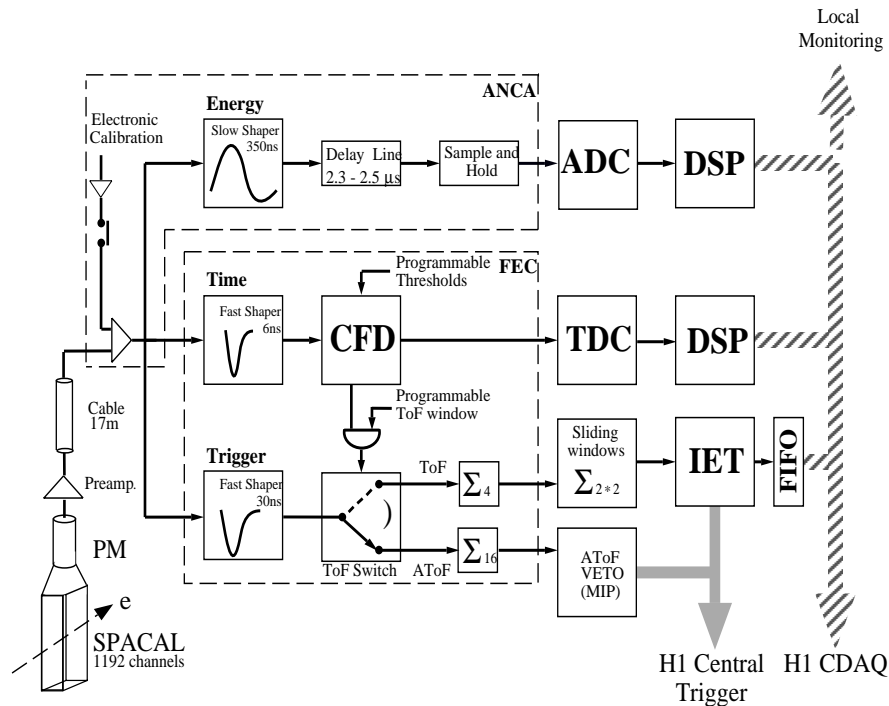 Local
Monitoring
ANCA
Energy
Electronic
Calibration
Slow Shaper
350ns
Delay Line
2.3 - 2.5 µs
Sample and
Hold
ADC
DSP
FEC
Programmable
Thresholds
Time
Fast Shaper
6ns
CFD
TDC
DSP
Programmable
ToF window
Cable
17m
Trigger
Fast Shaper
30ns
ToF
Σ 4
Sliding
windows
Σ 2 * 2
IET
FIFO
Preamp.
)
PM
ToF Switch
AToF
Σ 16
AToF
VETO
(MIP)
e
SPACAL
1192 channels
H1 Central
Trigger
H1 CDAQ